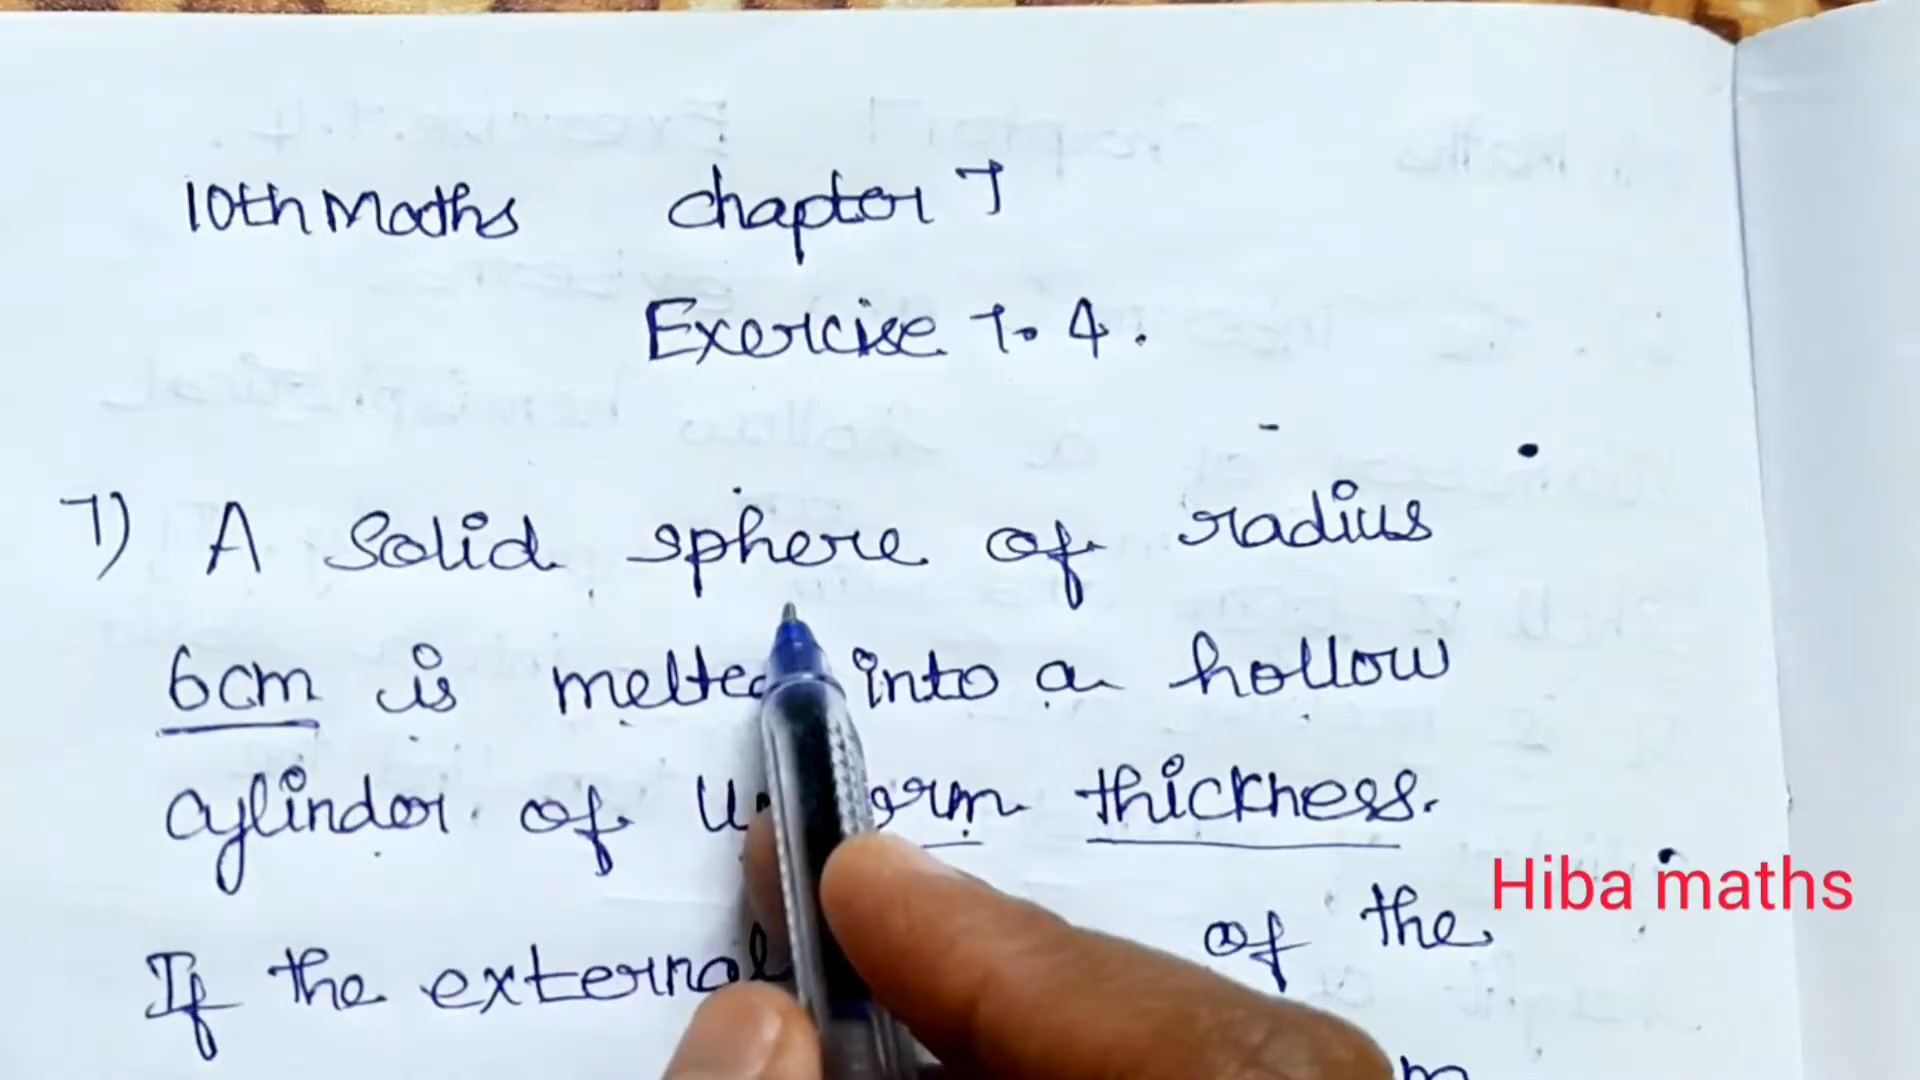 10th Maths chapter 7
Exercise 7.4.
7) A Solid sphere of radius
6cm is melted into a hollow
cylinder of thickness.
If the external of the
Hiba maths